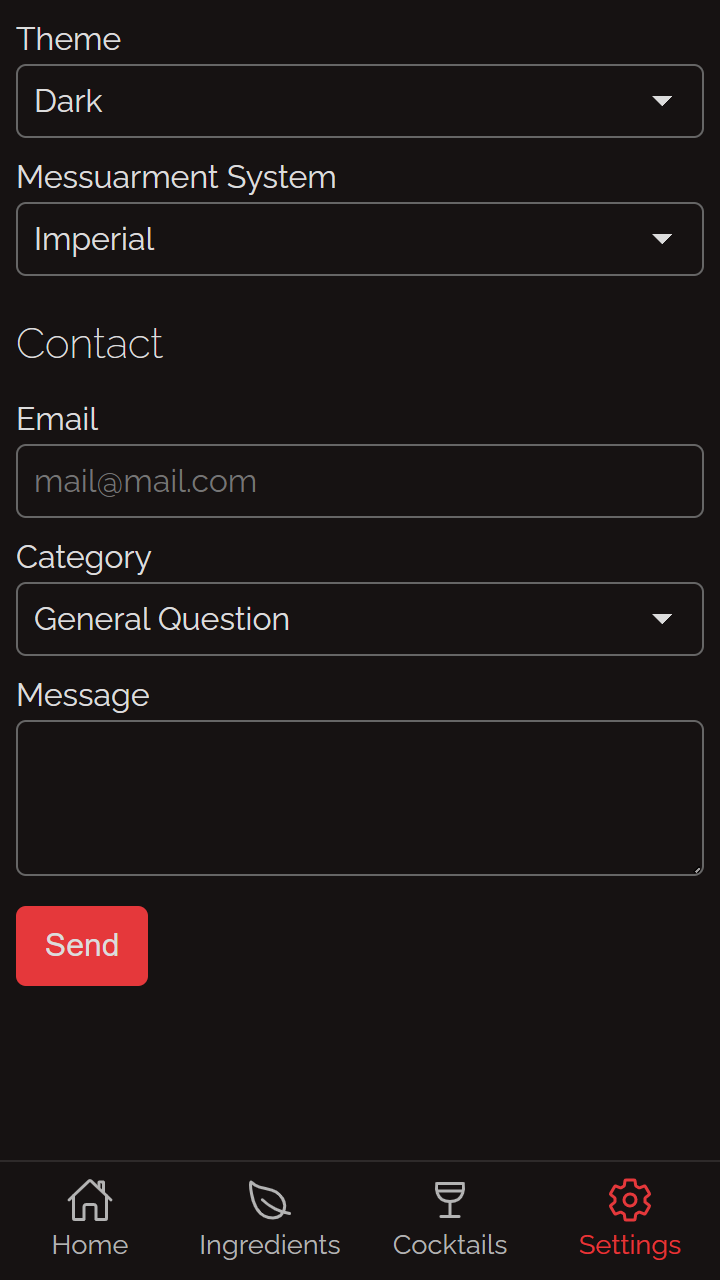 Theme
Dark
Messuarment System
Imperial
Contact
Email
mail@mail.com
Category
General Question
Message
Send
Home Ingredients Cocktails Settings